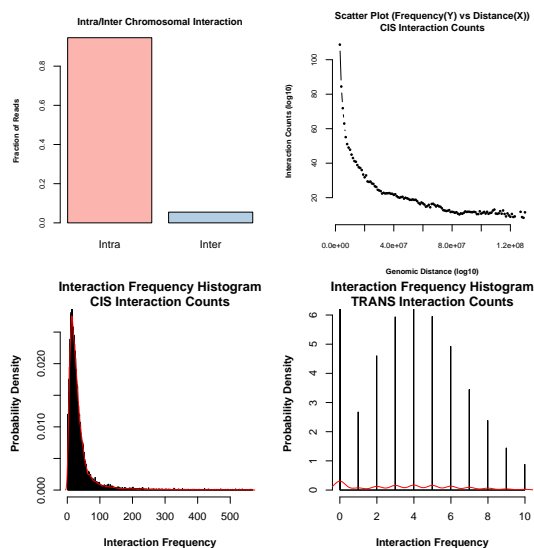 Intra/Inter Chromosomal Interaction
Fraction of Reads
0.0 0.2 0.4 0.6 0.8
Intra Inter
Scatter Plot (Frequency(Y) vs Distance(X))
CIS Interaction Counts
Interaction Counts (log10)
20 40 60 80 100
0.0e+00 4.0e+07 8.0e+07 1.2e+08
Genomic Distance (log10)
Interaction Frequency Histogram
CIS Interaction Counts
Probability Density
0.000 0.010 0.020
0 100 200 300 400 500
Interaction Frequency
Interaction Frequency Histogram
TRANS Interaction Counts
Probability Density
0 1 2 3 4 5 6
0 2 4 6 8 10
Interaction Frequency